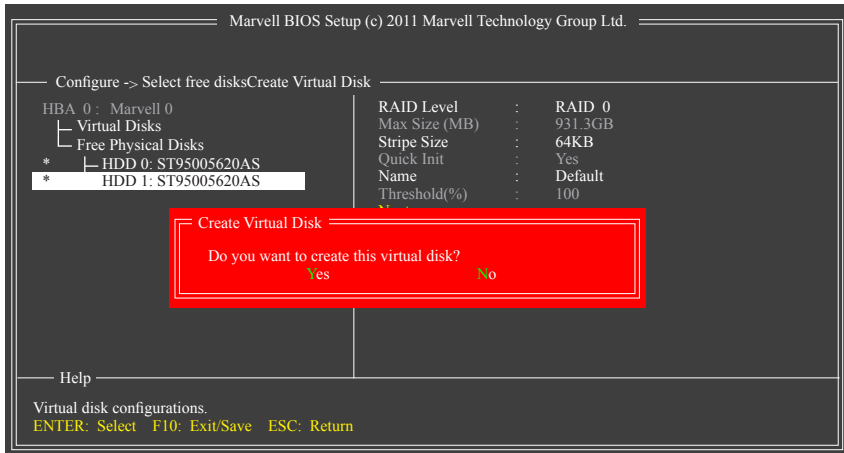 Marvell BIOS Setup (c) 2011 Marvell Technology Group Ltd.
Configure -> Select free disksCreate Virtual Disk
HBA 0 : Marvell 0
Virtual Disks
Free Physical Disks
* HDD 0: ST95005620AS
* HDD 1: ST95005620AS
RAID Level : RAID 0
Max Size (MB) : 931.3GB
Stripe Size : 64KB
Quick Init : Yes
Name : Default
Threshold(%) : 100
Create Virtual Disk
Do you want to create this virtual disk?
Yes No
Help
Virtual disk configurations.
ENTER: Select F10: Exit/Save ESC: Return